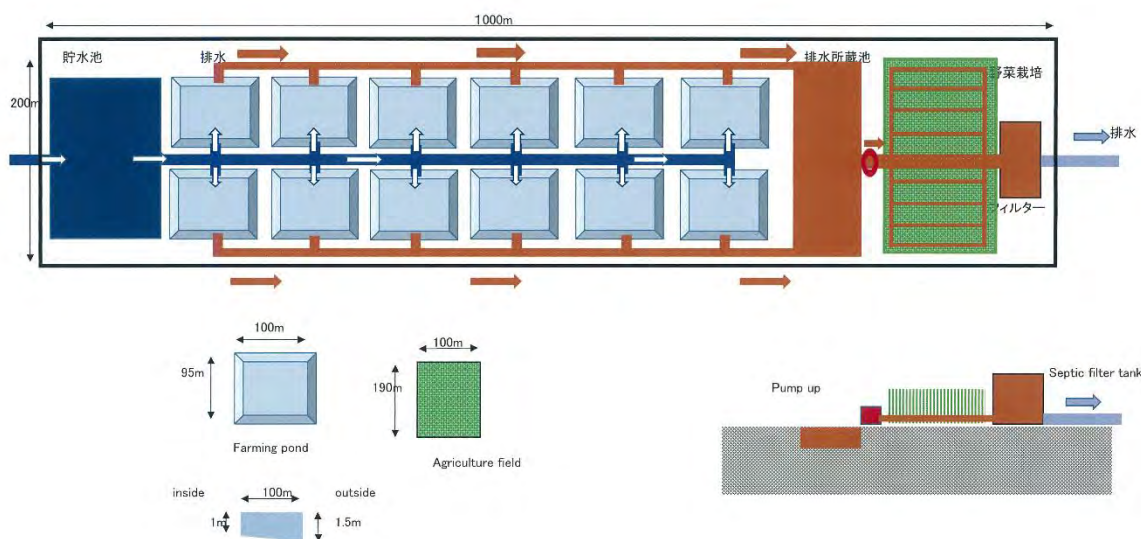 1000m
貯水池
排水
排水所蔵池
野菜栽培
200m
排水
フィルター
100m
95m
Farming pond
100m
190m
Agriculture field
Pump up
Septic filter tank
inside
100m
outside
1m
1.5m